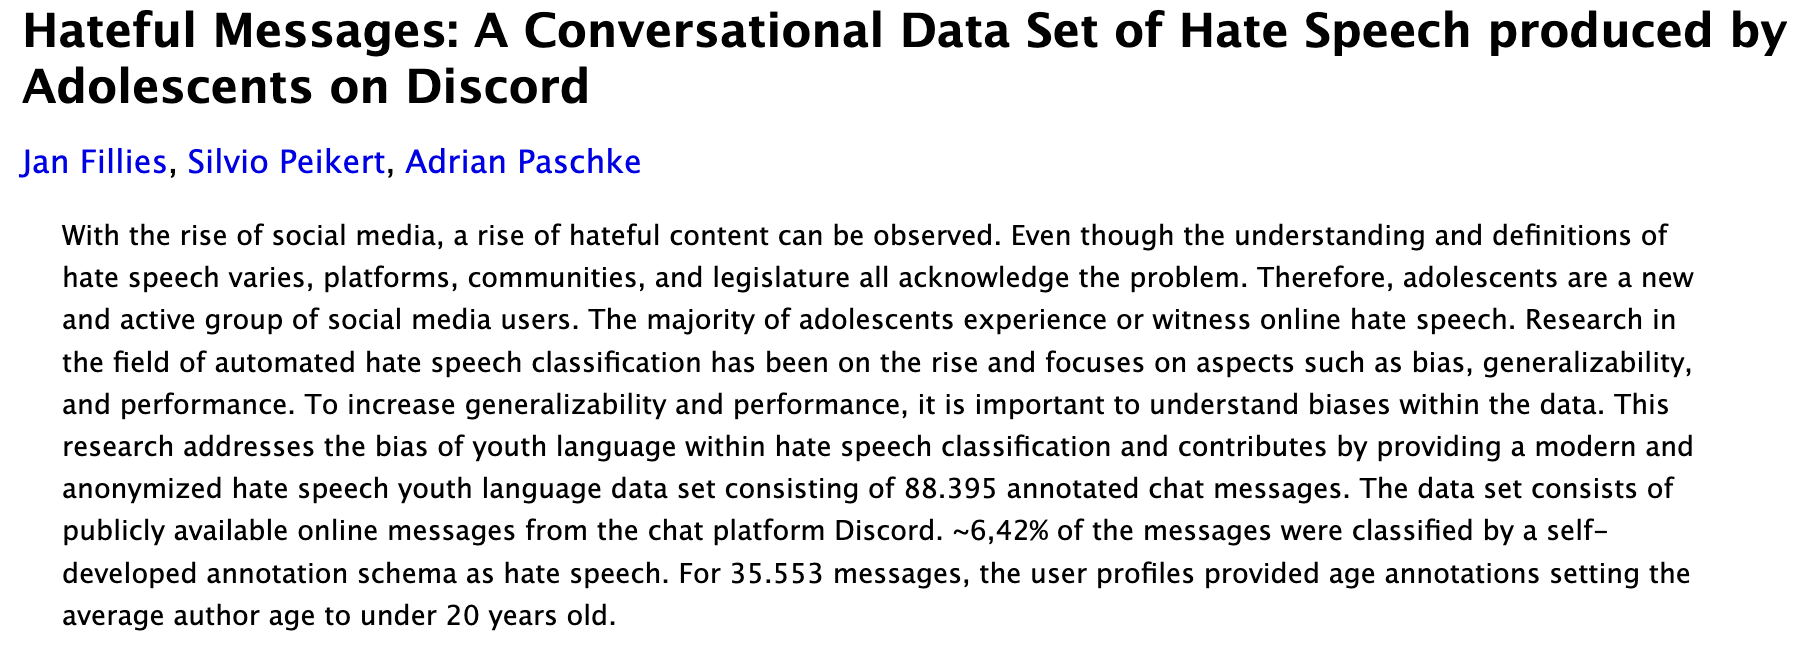 Hateful Messages: A Conversational Data Set of Hate Speech produced by
Adolescents on Discord
Jan Fillies, Silvio Peikert, Adrian Paschke
With the rise of social media, a rise of hateful content can be observed. Even though the understanding and definitions of
hate speech varies, platforms, communities, and legislature all acknowledge the problem. Therefore, adolescents are a new
and active group of social media users. The majority of adolescents experience or witness online hate speech. Research in
the field of automated hate speech classification has been on the rise and focuses on aspects such as bias, generalizability,
and performance. To increase generalizability and performance, it is important to understand biases within the data. This
research addresses the bias of youth language within hate speech classification and contributes by providing a modern and
anonymized hate speech youth language data set consisting of 88.395 annotated chat messages. The data set consists of
publicly available online messages from the chat platform Discord. ~6,42% of the messages were classified by a self-
developed annotation schema as hate speech. For 35.553 messages, the user profiles provided age annotations setting the
average author age to under 20 years old.